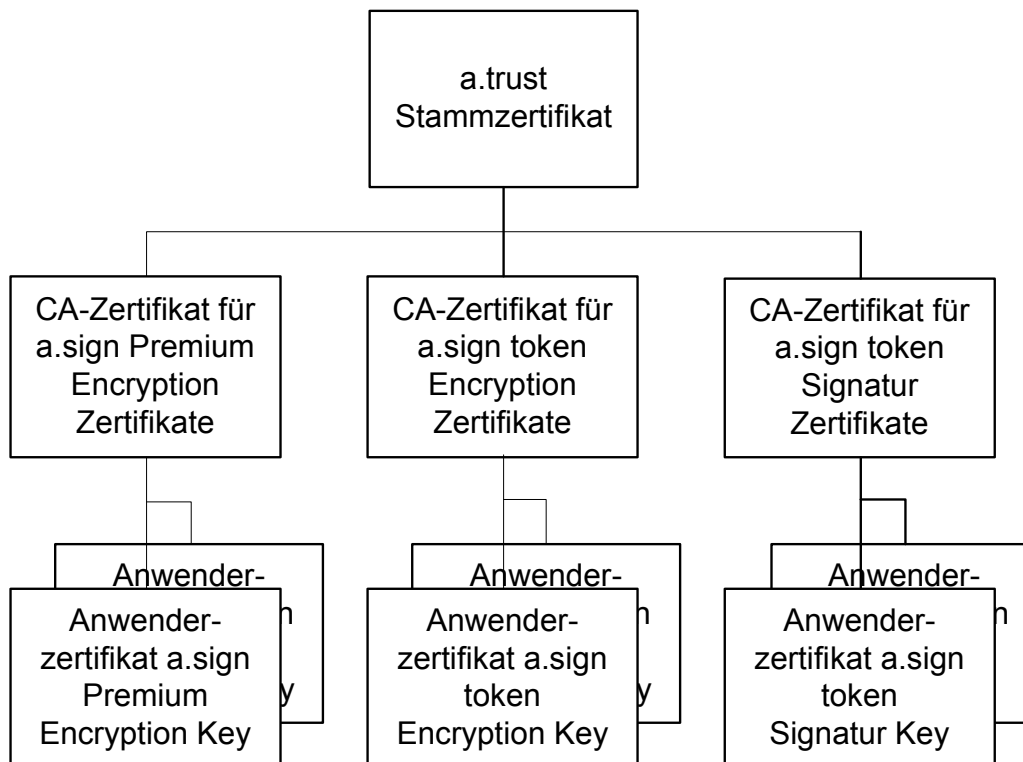 a.trust
Stammzertifikat
CA-Zertifikat für
a.sign Premium
Encryption
Zertifikate
CA-Zertifikat für
a.sign token
Encryption
Zertifikate
CA-Zertifikat für
a.sign token
Signatur
Zertifikate
Anwender-
Anwender-
zertifikat a.sign
Premium
Encryption Key
Anwender-
Anwender-
zertifikat a.sign
token
Encryption Key
Anwender-
Anwender-
zertifikat a.sign
token
Signatur Key